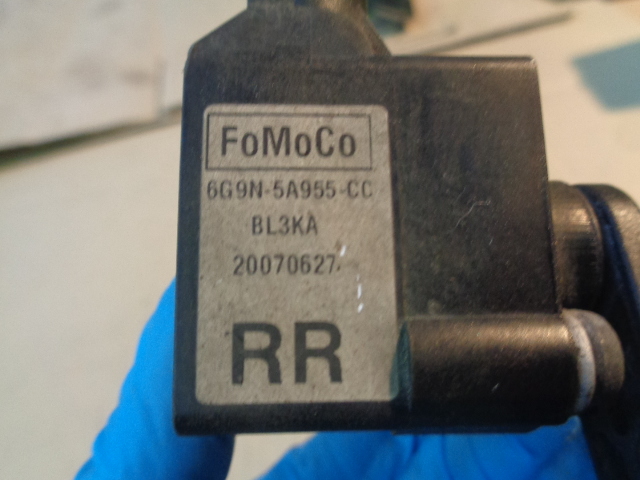 FoMoCo
6G9N-5A955-CC
BL3KA
20070627
RR